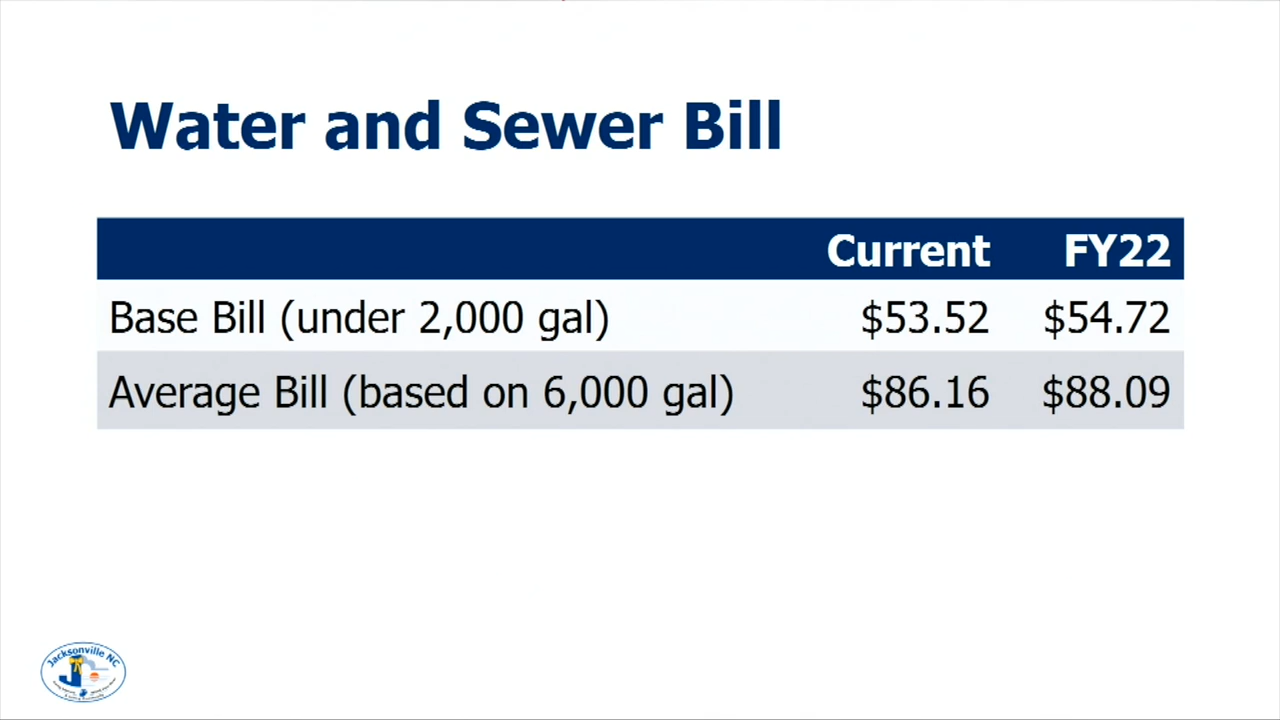 Water and Sewer Bill
Current FY22
Base Bill (under 2,000 gal) $53.52 $54.72
Average Bill (based on 6,000 gal) $86.16 $88.09
Jacksonville NC